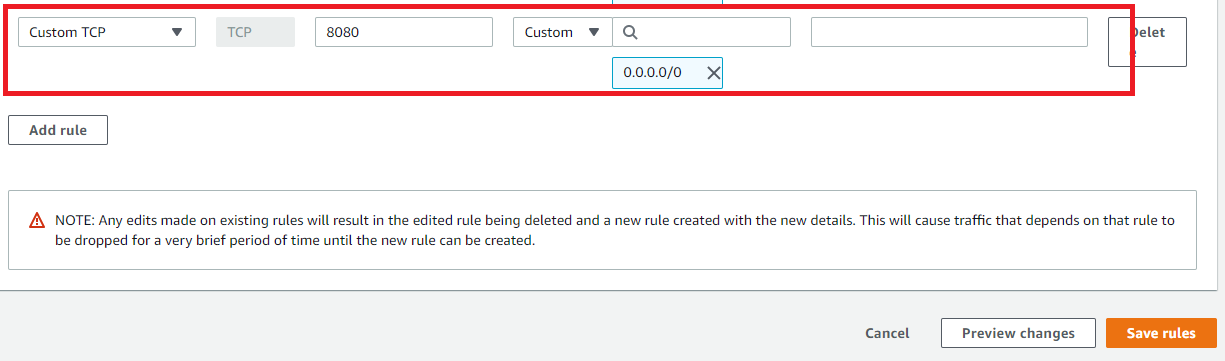 Custom TCP TCP 8080 Custom Delet
e
0.0.0.0/0
Add rule
NOTE: Any edits made on existing rules will result in the edited rule being deleted and a new rule created with the new details. This will cause traffic that depends on that rule to
be dropped for a very brief period of time until the new rule can be created.
Cancel Preview changes Save rules